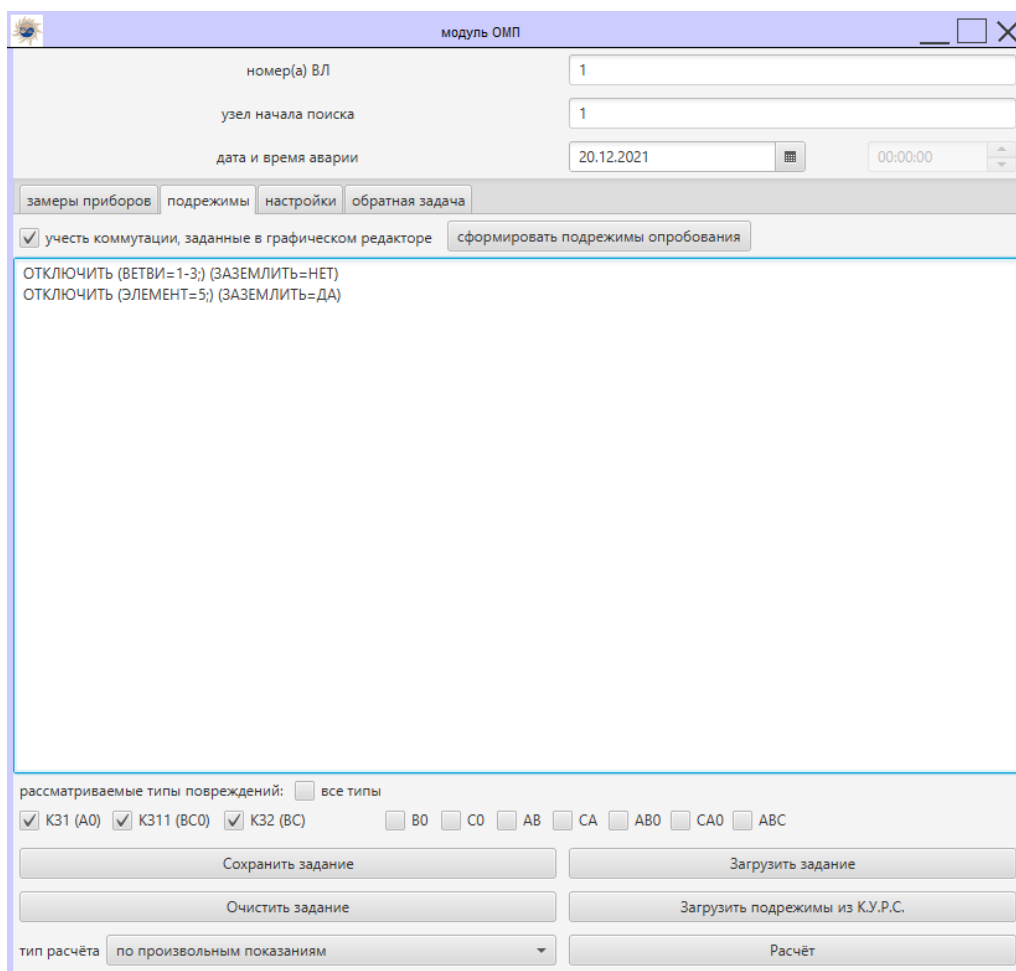 модуль ОМП
номер(а) ВЛ 1
узел начала поиска 1
дата и время аварии 20.12.2021 00:00:00
замеры приборов подрежимы настройки обратная задача
учесть коммутации, заданные в графическом редакторе сформировать подрежимы опробования
ОТКЛЮЧИТЬ (ВЕТВИ=1-3;) (ЗАЗЕМЛИТЬ=НЕТ)
ОТКЛЮЧИТЬ (ЭЛЕМЕНТ=5;) (ЗАЗЕМЛИТЬ=ДА)
рассматриваемые типы повреждений: все типы
КЗ1 (А0) КЗ11 (ВС0) КЗ2 (ВС) В0 С0 АВ СА АВ0 СА0 АВС
Сохранить задание Загрузить задание
Очистить задание Загрузить подрежимы из К.У.Р.С.
тип расчёта по произвольным показаниям Расчёт